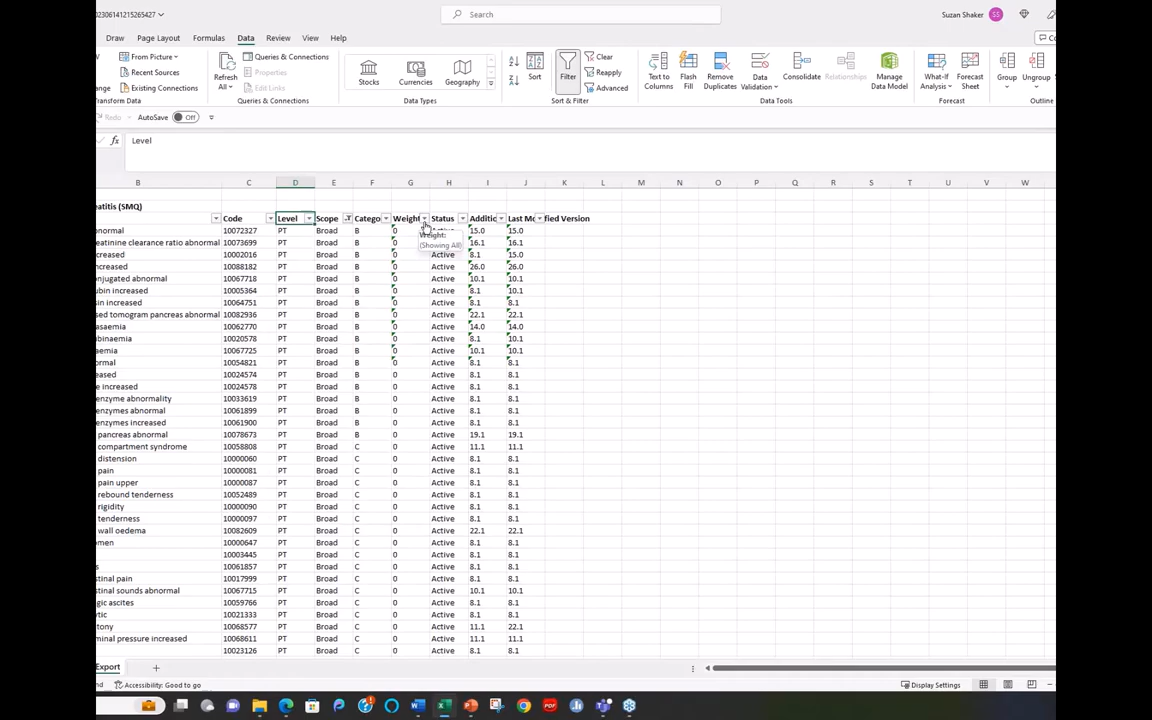 02306141215265427
Search
Suzan Shaker SS
Draw Page Layout Formulas Data Review View Help
From Picture
Recent Sources
Existing Connections
Transform Data
Refresh All
Queries & Connections
Properties
Edit Links
Queries & Connections
Stocks Currencies Geography
Data Types
Sort
Filter
Clear
Reapply
Advanced
Sort & Filter
Text to Columns
Flash Fill
Remove Duplicates
Data Validation
Consolidate
Relationships
Manage Data Model
Data Tools
What-If Analysis
Forecast Sheet
Forecast
Group
Ungroup
Outline
Redo AutoSave Off
fx Level
B C D E F G H I J K L M N O P Q R S T U V W
eatitis (SMQ)
Code Level Scope Catego Weight Status Additic Last Mo fied Version
bnormal 10072327 PT Broad B 0 15.0 15.0
reatinine clearance ratio abnormal 10073699 PT Broad B 0 16.1 16.1
Weight:
(Showing All)
creased 10002016 PT Broad B 0 Active 8.1 15.0
ncreased 10088182 PT Broad B 0 Active 26.0 26.0
onjugated abnormal 10067718 PT Broad B 0 Active 10.1 10.1
ubin increased 10005364 PT Broad B 0 Active 8.1 10.1
sin increased 10064751 PT Broad B 0 Active 8.1 8.1
sed tomogram pancreas abnormal 10082936 PT Broad B 0 Active 22.1 22.1
asaemia 10062770 PT Broad B 0 Active 14.0 14.0
ubinaemia 10020578 PT Broad B 0 Active 8.1 10.1
aemia 10067725 PT Broad B 0 Active 10.1 10.1
ormal 10054821 PT Broad B 0 Active 8.1 8.1
eased 10024574 PT Broad B 0 Active 8.1 8.1
e increased 10024578 PT Broad B 0 Active 8.1 8.1
enzyme abnormality 10033619 PT Broad B 0 Active 8.1 8.1
enzymes abnormal 10061899 PT Broad B 0 Active 8.1 8.1
enzymes increased 10061900 PT Broad B 0 Active 8.1 8.1
pancreas abnormal 10078673 PT Broad B 0 Active 19.1 19.1
compartment syndrome 10058808 PT Broad C 0 Active 11.1 11.1
distension 10000060 PT Broad C 0 Active 8.1 8.1
pain 10000081 PT Broad C 0 Active 8.1 8.1
pain upper 10000087 PT Broad C 0 Active 8.1 8.1
rebound tenderness 10052489 PT Broad C 0 Active 8.1 8.1
rigidity 10000090 PT Broad C 0 Active 8.1 8.1
tenderness 10000097 PT Broad C 0 Active 8.1 8.1
wall oedema 10082609 PT Broad C 0 Active 22.1 22.1
omen 10000647 PT Broad C 0 Active 8.1 8.1
10003445 PT Broad C 0 Active 8.1 8.1
s 10061857 PT Broad C 0 Active 8.1 8.1
stinal pain 10017999 PT Broad C 0 Active 8.1 8.1
stinal sounds abnormal 10067715 PT Broad C 0 Active 10.1 10.1
gic ascites 10059766 PT Broad C 0 Active 8.1 8.1
ytic 10021333 PT Broad C 0 Active 8.1 8.1
tony 10068577 PT Broad C 0 Active 11.1 22.1
minal pressure increased 10068611 PT Broad C 0 Active 11.1 11.1
10023126 PT Broad C 0 Active 8.1 8.1
Export
Accessibility: Good to go
Display Settings